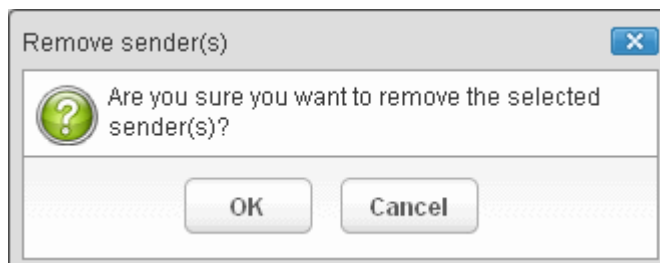 Remove sender(s)
Are you sure you want to remove the selected
sender(s)?
OK
Cancel